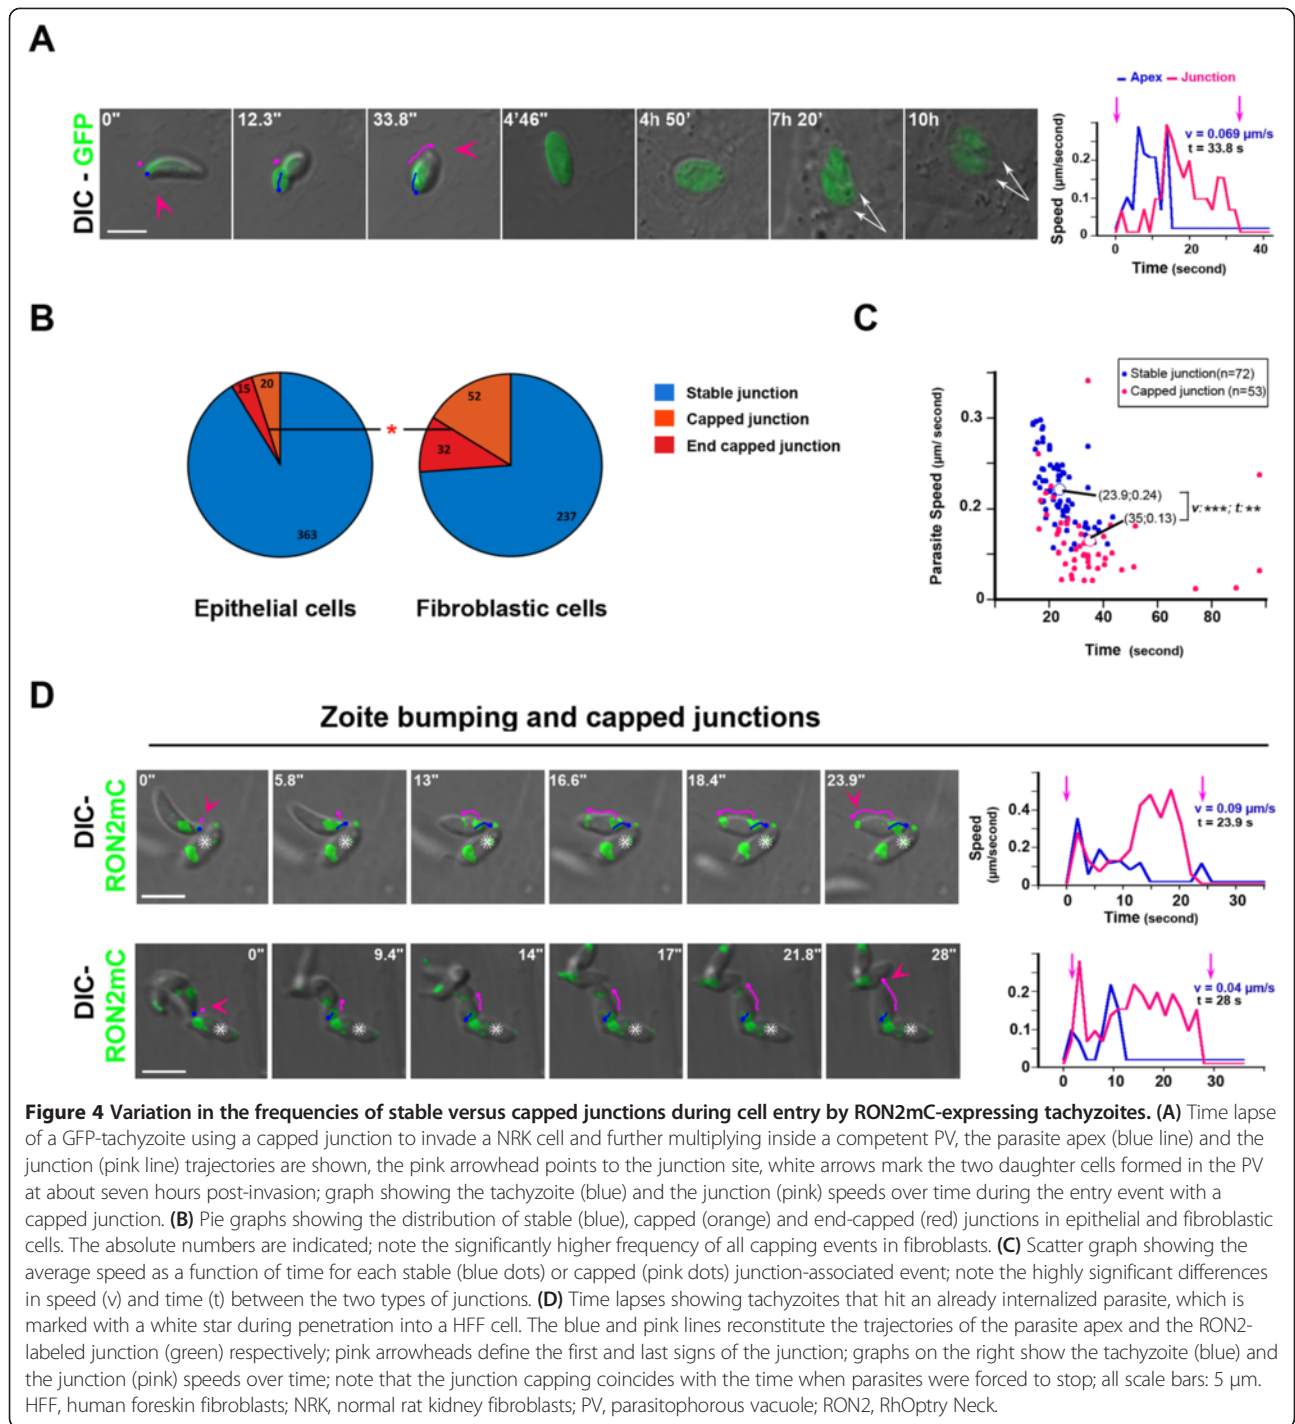 A
DIC - GFP
0"
12.3"
33.8"
4'46"
4h 50'
7h 20'
10h
Apex Junction
v = 0.069 µm/s
t = 33.8 s
Speed (µm/second)
0.2
0.1
0
0 20 40
Time (second)
B
15
20
363
52
32
237
*
Epithelial cells
Fibroblastic cells
Stable junction
Capped junction
End capped junction
C
Stable junction(n=72)
Capped junction (n=53)
Parasite Speed (µm/ second)
0.3
0.2
0
(23.9;0.24)
(35;0.13)
v:***; t:**
20 40 60 80
Time (second)
D
Zoite bumping and capped junctions
DIC-
RON2mC
0"
5.8"
13"
16.6"
18.4"
23.9"
Speed
(µm/second)
0.4
0.2
0
v = 0.09 µm/s
t = 23.9 s
0 10 20 30
Time (second)
DIC-
RON2mC
0"
9.4"
14"
17"
21.8"
28"
0.2
0.1
0
v = 0.04 µm/s
t = 28 s
0 10 20 30
Figure 4 Variation in the frequencies of stable versus capped junctions during cell entry by RON2mC-expressing tachyzoites. (A) Time lapse
of a GFP-tachyzoite using a capped junction to invade a NRK cell and further multiplying inside a competent PV, the parasite apex (blue line) and the
junction (pink line) trajectories are shown, the pink arrowhead points to the junction site, white arrows mark the two daughter cells formed in the PV
at about seven hours post-invasion; graph showing the tachyzoite (blue) and the junction (pink) speeds over time during the entry event with a
capped junction. (B) Pie graphs showing the distribution of stable (blue), capped (orange) and end-capped (red) junctions in epithelial and fibroblastic
cells. The absolute numbers are indicated; note the significantly higher frequency of all capping events in fibroblasts. (C) Scatter graph showing the
average speed as a function of time for each stable (blue dots) or capped (pink dots) junction-associated event; note the highly significant differences
in speed (v) and time (t) between the two types of junctions. (D) Time lapses showing tachyzoites that hit an already internalized parasite, which is
marked with a white star during penetration into a HFF cell. The blue and pink lines reconstitute the trajectories of the parasite apex and the RON2-
labeled junction (green) respectively; pink arrowheads define the first and last signs of the junction; graphs on the right show the tachyzoite (blue) and
the junction (pink) speeds over time; note that the junction capping coincides with the time when parasites were forced to stop; all scale bars: 5 µm.
HFF, human foreskin fibroblasts; NRK, normal rat kidney fibroblasts; PV, parasitophorous vacuole; RON2, RhOptry Neck.